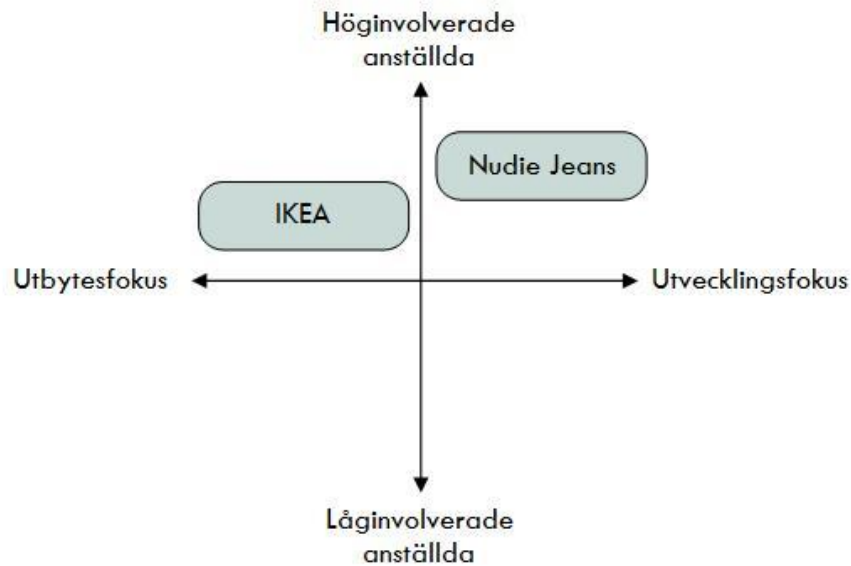 Höginvolverade
anställda
Nudie Jeans
IKEA
Utbytesfokus
Utvecklingsfokus
Låginvolverade
anställda